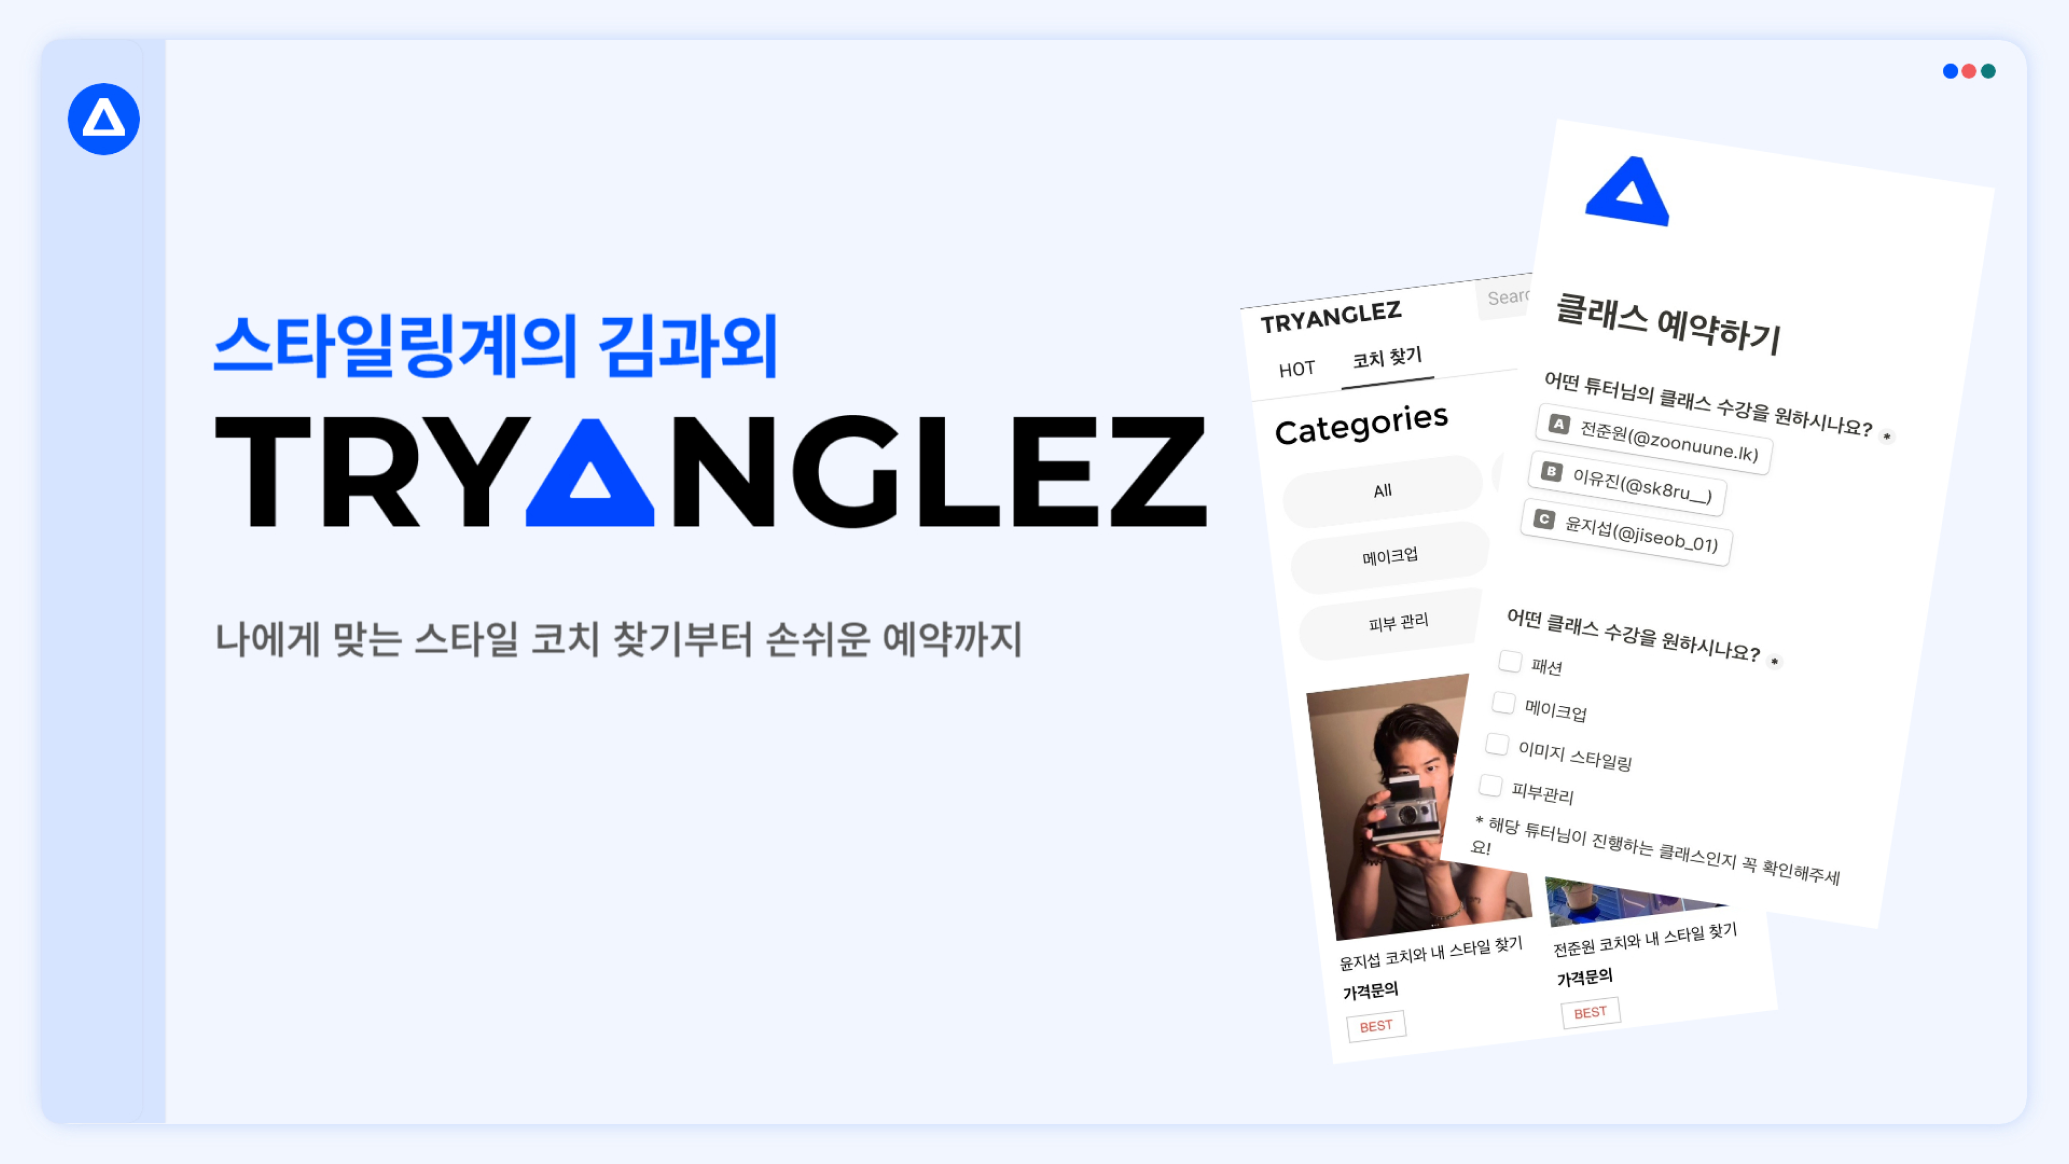 스타일링계의 김과외
TRYANGLEZ
나에게 맞는 스타일 코치 찾기부터 손쉬운 예약까지
TRYANGLEZ
HOT
코치 찾기
Categories
All
메이크업
피부 관리
윤지섭 코치와 내 스타일 찾기
가격문의
BEST
전준원 코치와 내 스타일 찾기
가격문의
BEST
클래스 예약하기
어떤 튜터님의 클래스 수강을 원하시나요? *
A 전준원(@zoonuune.lk)
B 이유진(@sk8ru__)
C 윤지섭(@jiseob_01)
어떤 클래스 수강을 원하시나요? *
패션
메이크업
이미지 스타일링
피부관리
* 해당 튜터님이 진행하는 클래스인지 꼭 확인해주세
요!